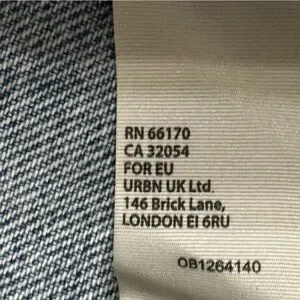 RN 66170
CA 32054
FOR EU
URBN UK Ltd.
146 Brick Lane,
LONDON EI 6RU
OB1264140